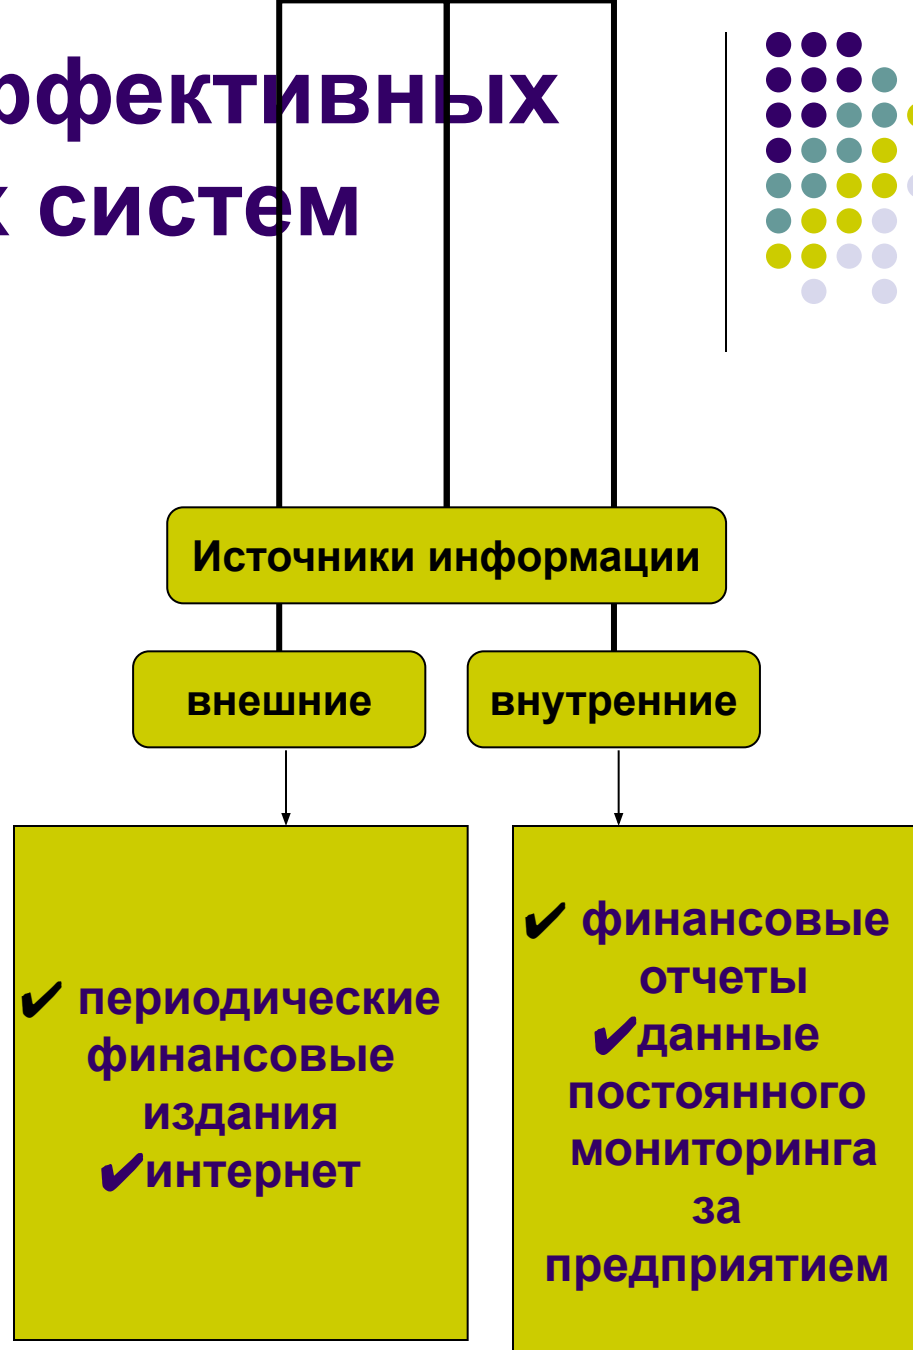 ффективных
систем
Источники информации
внешние
внутренние
✔ периодические
финансовые
издания
✔интернет
✔ финансовые
отчеты
✔данные
постоянного
мониторинга
за
предприятием